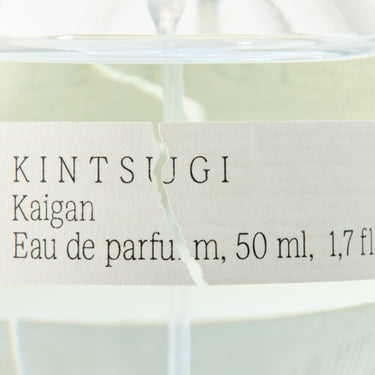 KINTSUGI
Kaigan
Eau de parfum, 50 ml, 1,7 fl